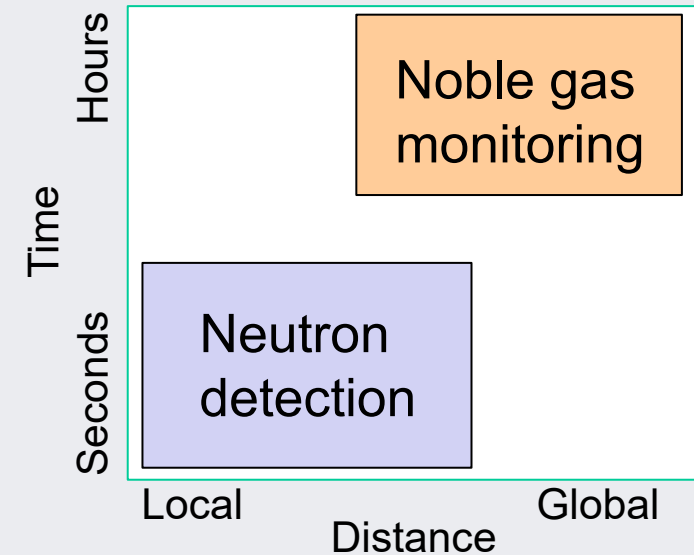 Hours
Noble gas
monitoring
Time
Neutron
detection
Seconds
Local
Global
Distance